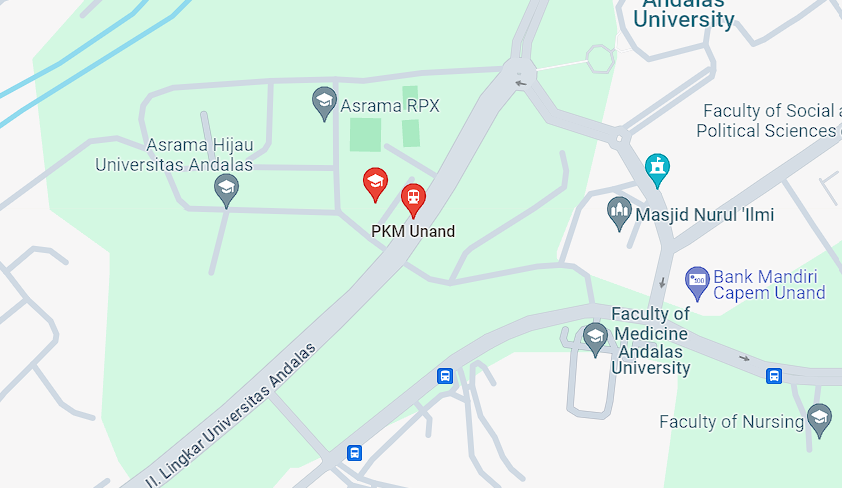 Andalas
University
Asrama RPX
Faculty of Social a
Political Sciences
Asrama Hijau
Universitas Andalas
PKM Unand
Masjid Nurul 'Ilmi
Bank Mandiri
Capem Unand
Faculty of
Medicine
Andalas
University
Jl. Lingkar Universitas Andalas
Faculty of Nursing